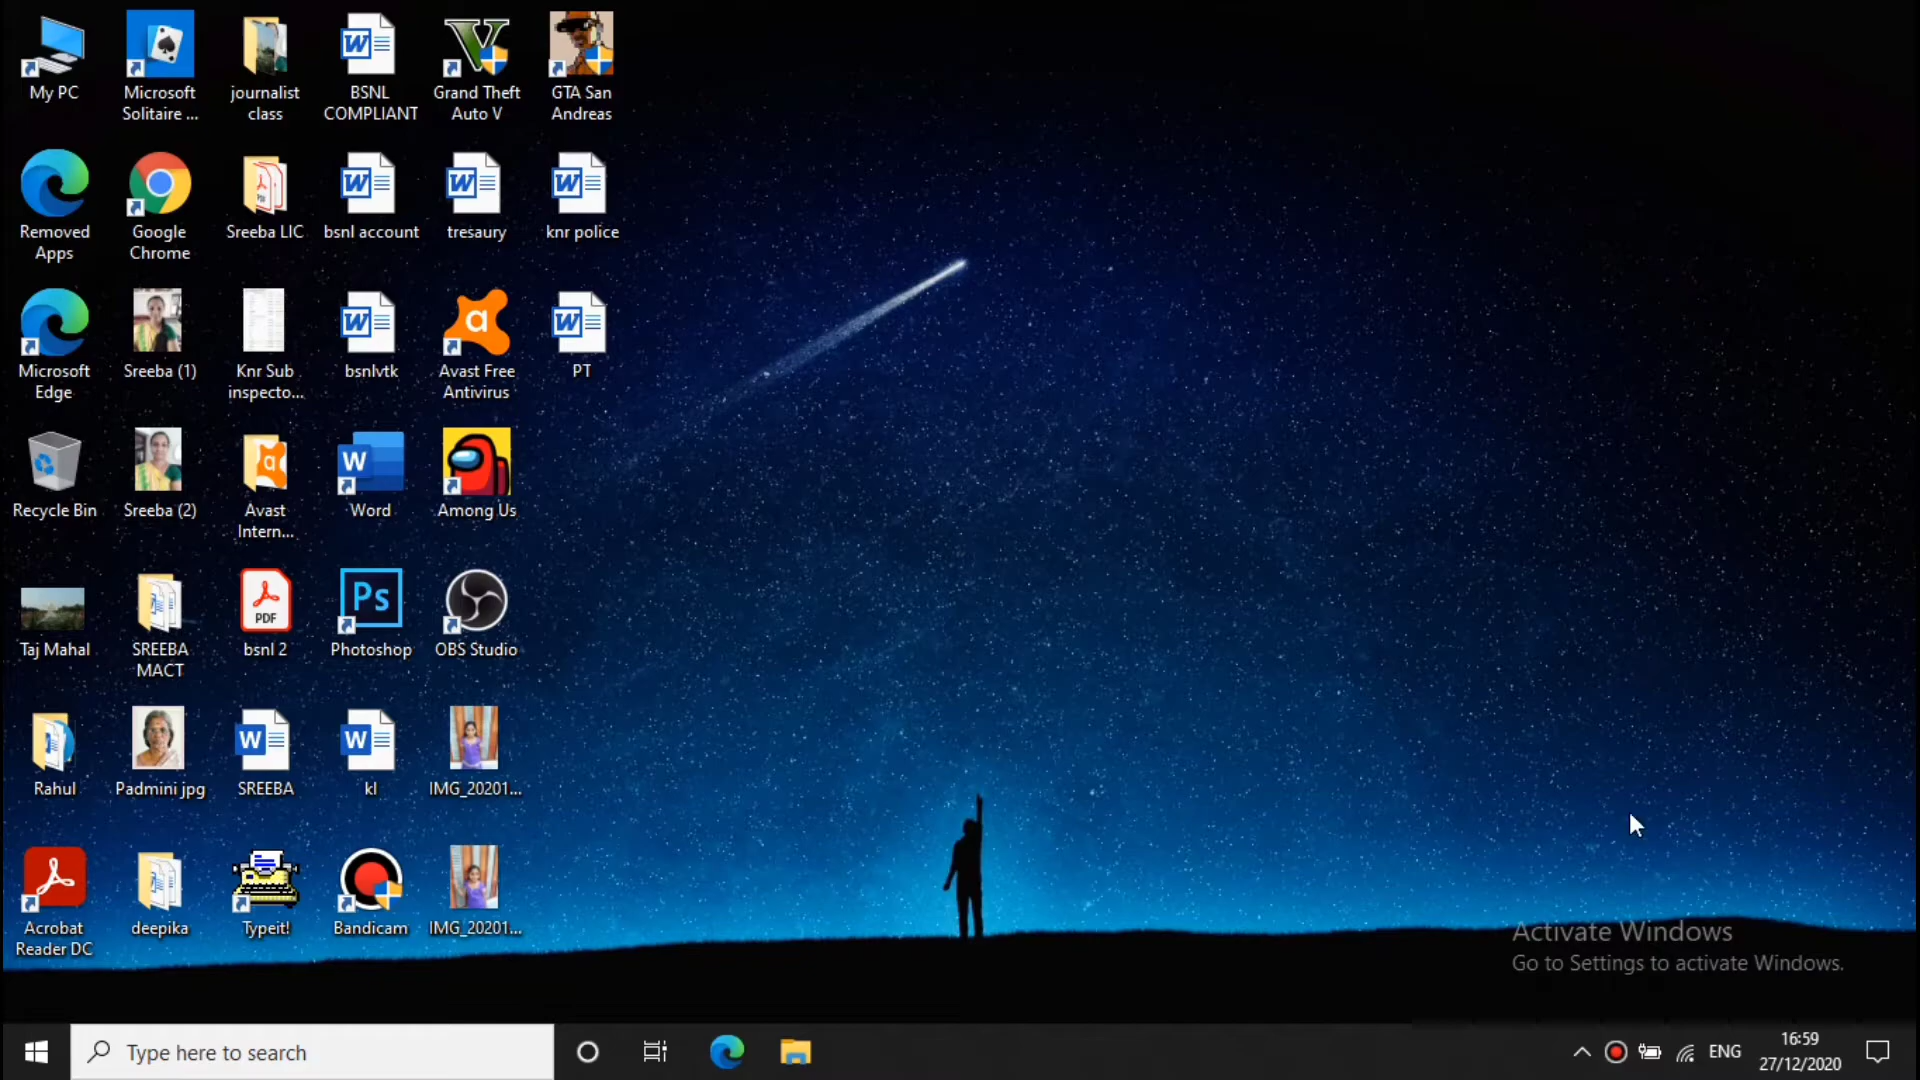 My PC
Microsoft
Solitaire ...
journalist
class
BSNL
COMPLIANT
Grand Theft
Auto V
GTA San
Andreas
Removed
Apps
Google
Chrome
Sreeba LIC
bsnl account
tresaury
knr police
Microsoft
Edge
Sreeba (1)
Knr Sub
inspecto...
bsnlvtk
Avast Free
Antivirus
PT
Recycle Bin
Sreeba (2)
Avast
Intern...
Word
Among Us
Taj Mahal
SREEBA
MACT
PDF
bsnl 2
Ps
Photoshop
OBS Studio
Rahul
Padmini jpg
SREEBA
kl
IMG_20201...
Acrobat
Reader DC
deepika
Typeit!
Bandicam
IMG_20201...
Activate Windows
Go to Settings to activate Windows.
Type here to search
ENG
16:59
27/12/2020